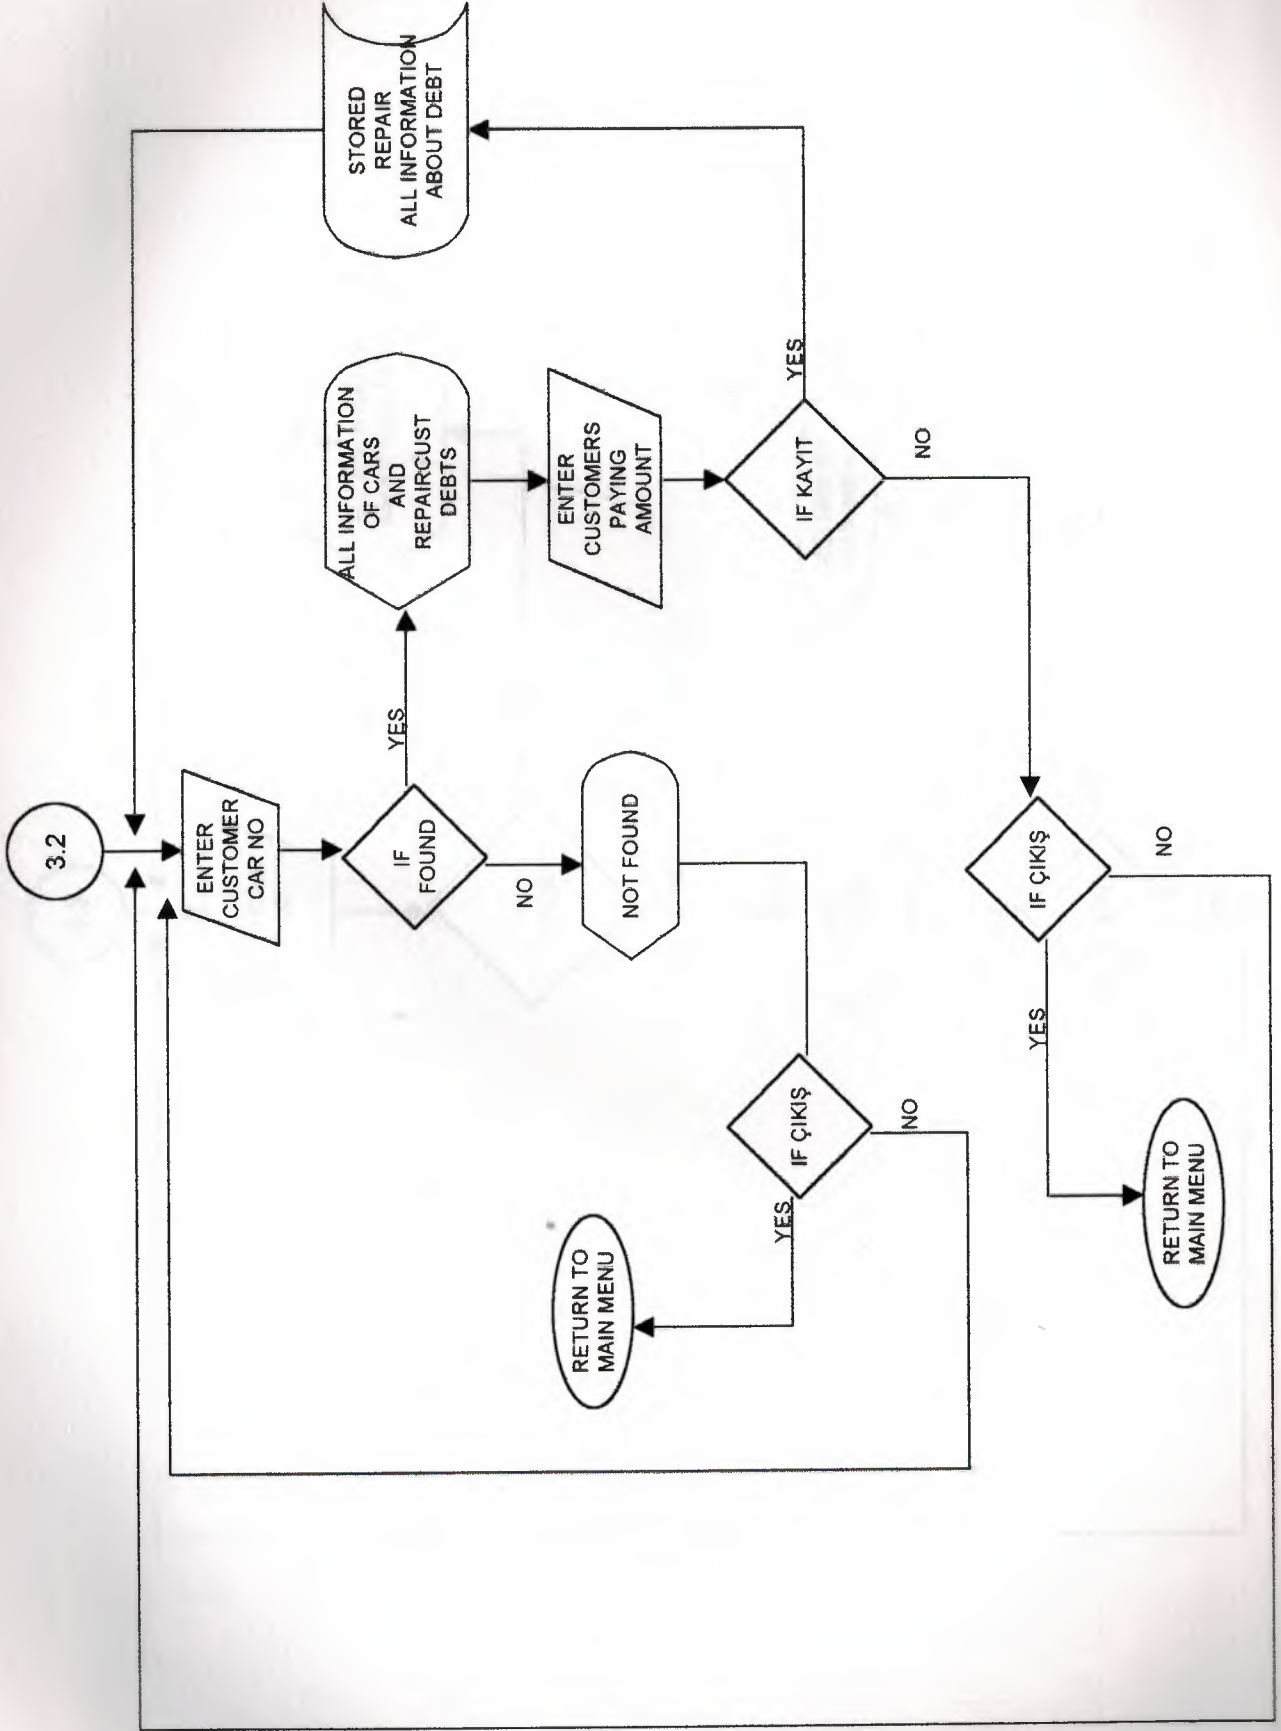 3.2
ENTER
CUSTOMER
CAR NO
IF
FOUND
YES
NO
ALL INFORMATION
OF CARS
AND
REPAIRCUST
DEBTS
STORED
REPAIR
ALL INFORMATION
ABOUT DEBT
NOT FOUND
ENTER
CUSTOMERS
PAYING
AMOUNT
IF KAYIT
YES
NO
IF ÇIKIŞ
YES
NO
RETURN TO
MAIN MENU
IF ÇIKIŞ
YES
NO
RETURN TO
MAIN MENU